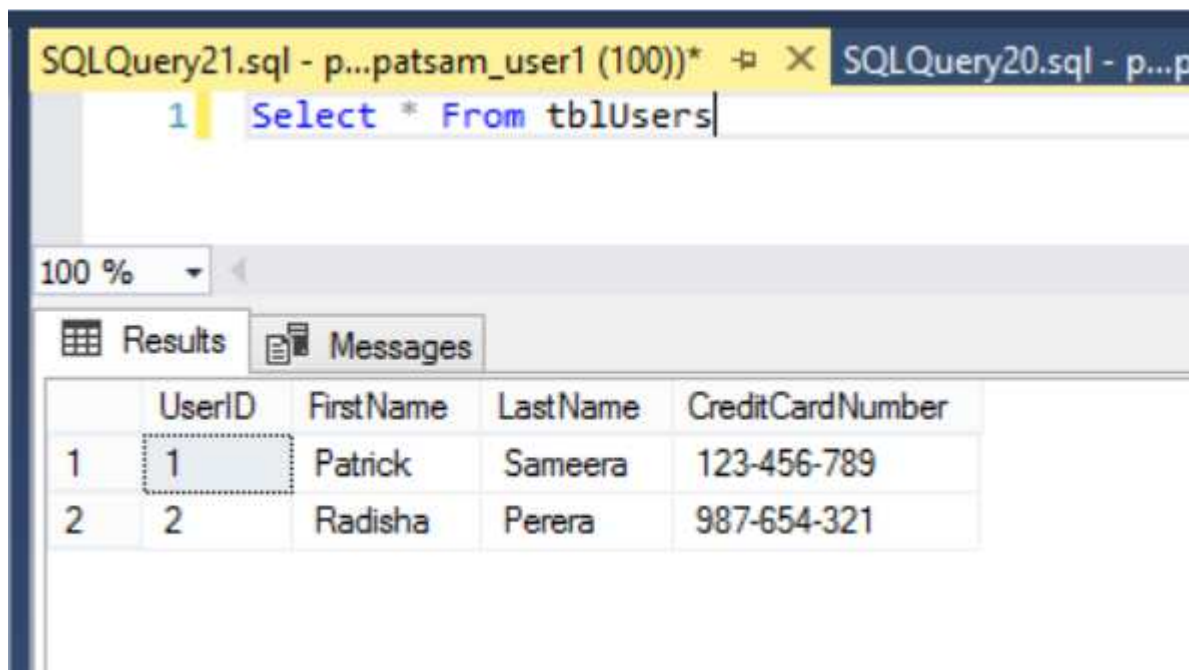 SQLQuery21.sql - p...patsam_user1 (100))* SQLQuery20.sql - p...p
1 Select * From tblUsers
100 %
Results Messages
UserID FirstName LastName CreditCardNumber
1 1 Patrick Sameera 123-456-789
2 2 Radisha Perera 987-654-321